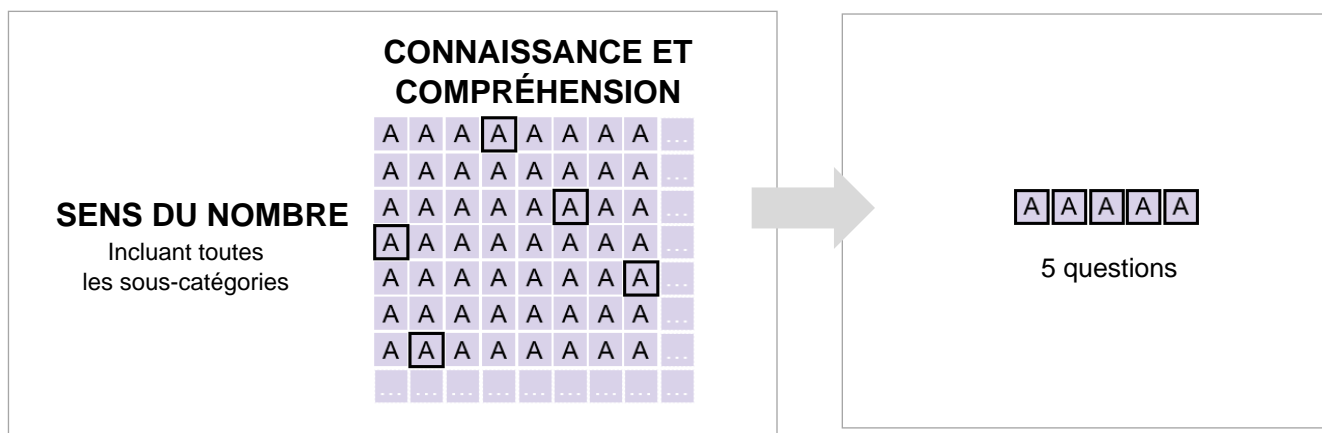 CONNAISSANCE ET
COMPRÉHENSION
SENS DU NOMBRE
Incluant toutes
les sous-catégories
A A A A A A A A ...
A A A A A A A A ...
A A A A A A A A ...
A A A A A A A A ...
A A A A A A A A ...
A A A A A A A A ...
A A A A A A A A ...
... ... ... ... ... ... ... ... ...
A A A A A
5 questions